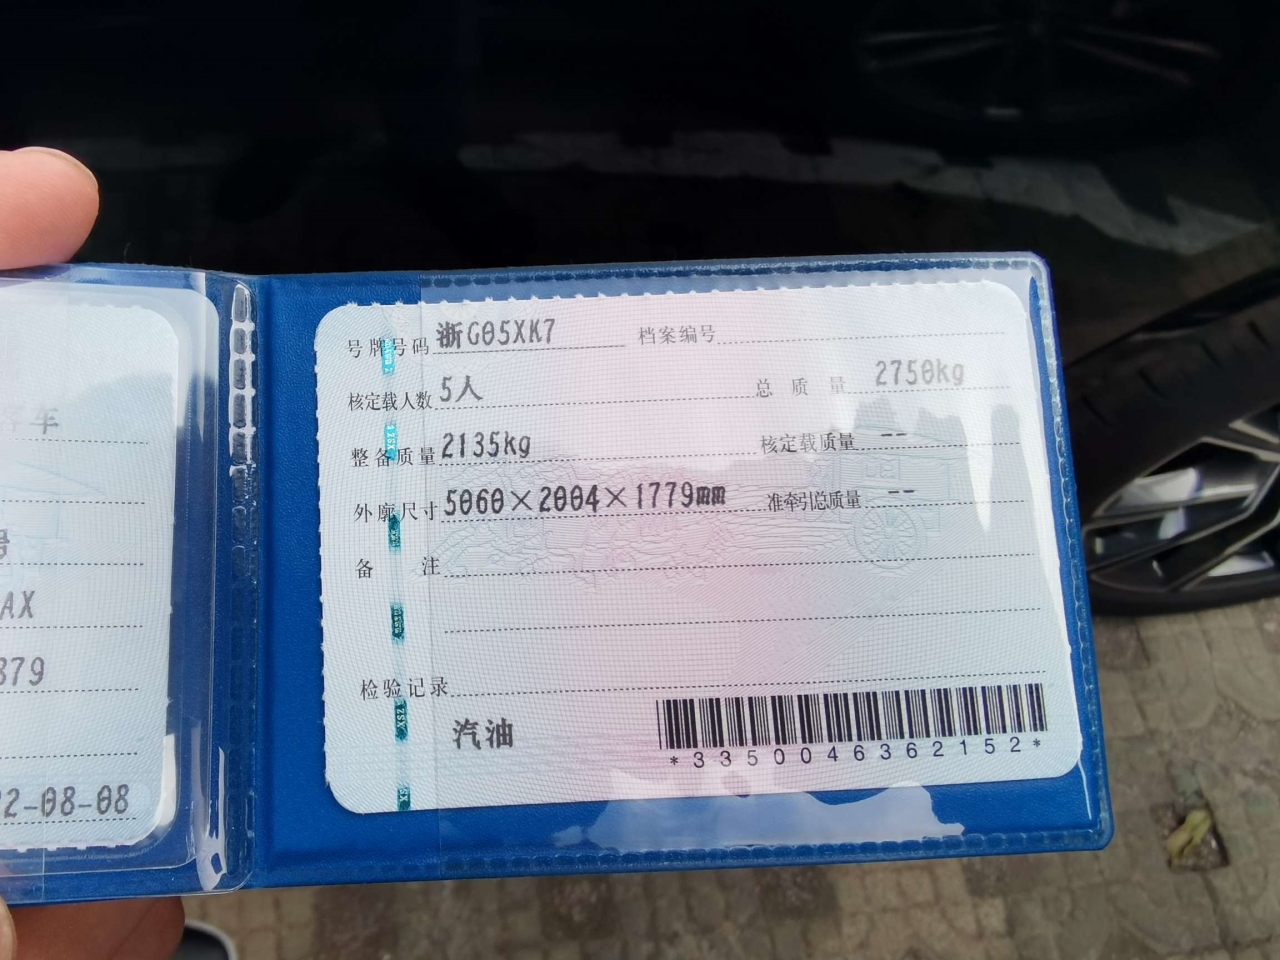 客车
号
AX
879
22-08-08
号牌号码 浙G05XK7 档案编号
核定载人数 5人 总质量 2750kg
整备质量 2135kg 核定载质量 --
外廓尺寸 5060×2004×1779mm 准牵引总质量 --
备注
检验记录
汽油
*3350046362152*